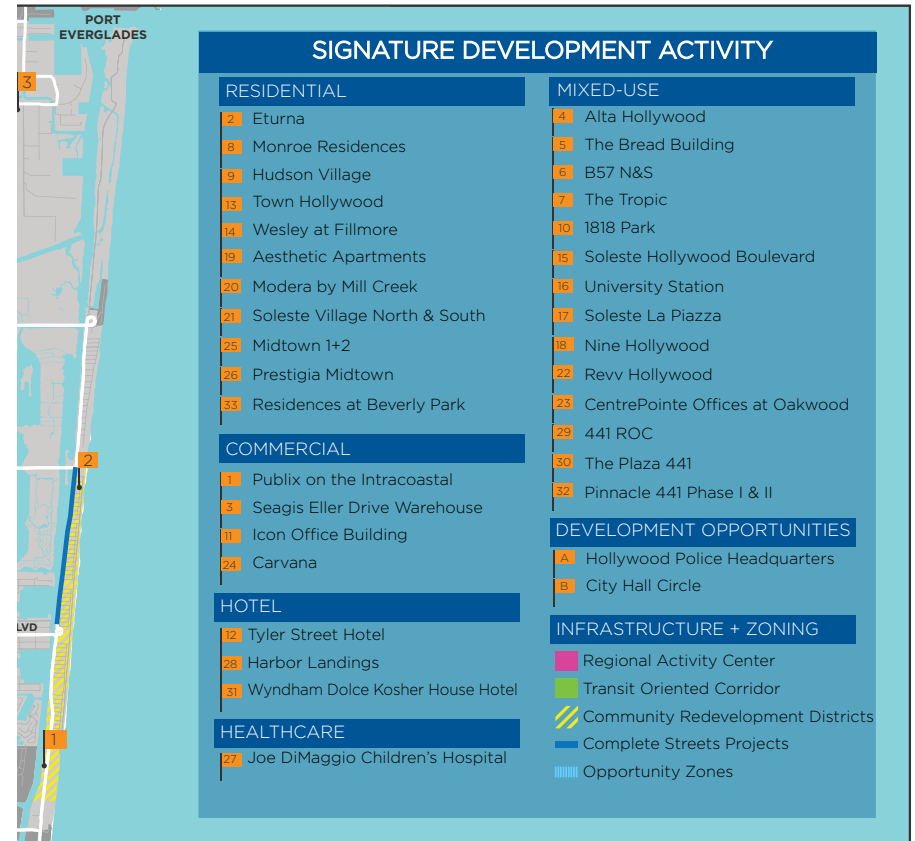 PORT
EVERGLADES
3
2
LVD
1
SIGNATURE DEVELOPMENT ACTIVITY
RESIDENTIAL
2 Eturna
8 Monroe Residences
9 Hudson Village
13 Town Hollywood
14 Wesley at Fillmore
19 Aesthetic Apartments
20 Modera by Mill Creek
21 Soleste Village North & South
25 Midtown 1+2
26 Prestigia Midtown
33 Residences at Beverly Park
COMMERCIAL
1 Publix on the Intracoastal
3 Seagis Eller Drive Warehouse
11 Icon Office Building
24 Carvana
HOTEL
12 Tyler Street Hotel
28 Harbor Landings
31 Wyndham Dolce Kosher House Hotel
HEALTHCARE
27 Joe DiMaggio Children's Hospital
MIXED-USE
4 Alta Hollywood
5 The Bread Building
6 B57 N&S
7 The Tropic
10 1818 Park
15 Soleste Hollywood Boulevard
16 University Station
17 Soleste La Piazza
18 Nine Hollywood
22 Revv Hollywood
23 CentrePointe Offices at Oakwood
29 441 ROC
30 The Plaza 441
32 Pinnacle 441 Phase I & II
DEVELOPMENT OPPORTUNITIES
A Hollywood Police Headquarters
B City Hall Circle
INFRASTRUCTURE + ZONING
Regional Activity Center
Transit Oriented Corridor
Community Redevelopment Districts
Complete Streets Projects
Opportunity Zones